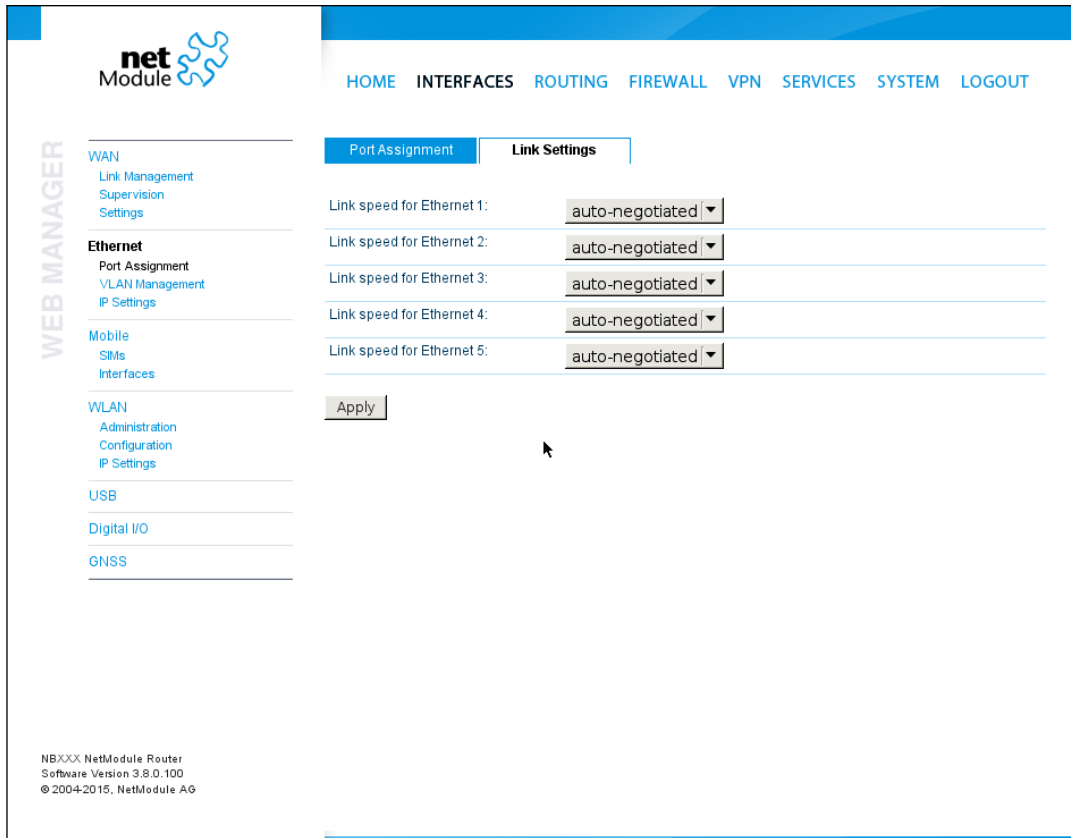 net
Module
HOME INTERFACES ROUTING FIREWALL VPN SERVICES SYSTEM LOGOUT
WEB MANAGER
WAN
Link Management
Supervision
Settings
Ethernet
Port Assignment
VLAN Management
IP Settings
Mobile
SIMs
Interfaces
WLAN
Administration
Configuration
IP Settings
USB
Digital I/O
GNSS
Port Assignment Link Settings
Link speed for Ethernet 1: auto-negotiated
Link speed for Ethernet 2: auto-negotiated
Link speed for Ethernet 3: auto-negotiated
Link speed for Ethernet 4: auto-negotiated
Link speed for Ethernet 5: auto-negotiated
Apply
NBXXX NetModule Router
Software Version 3.8.0.100
© 2004-2015, NetModule AG